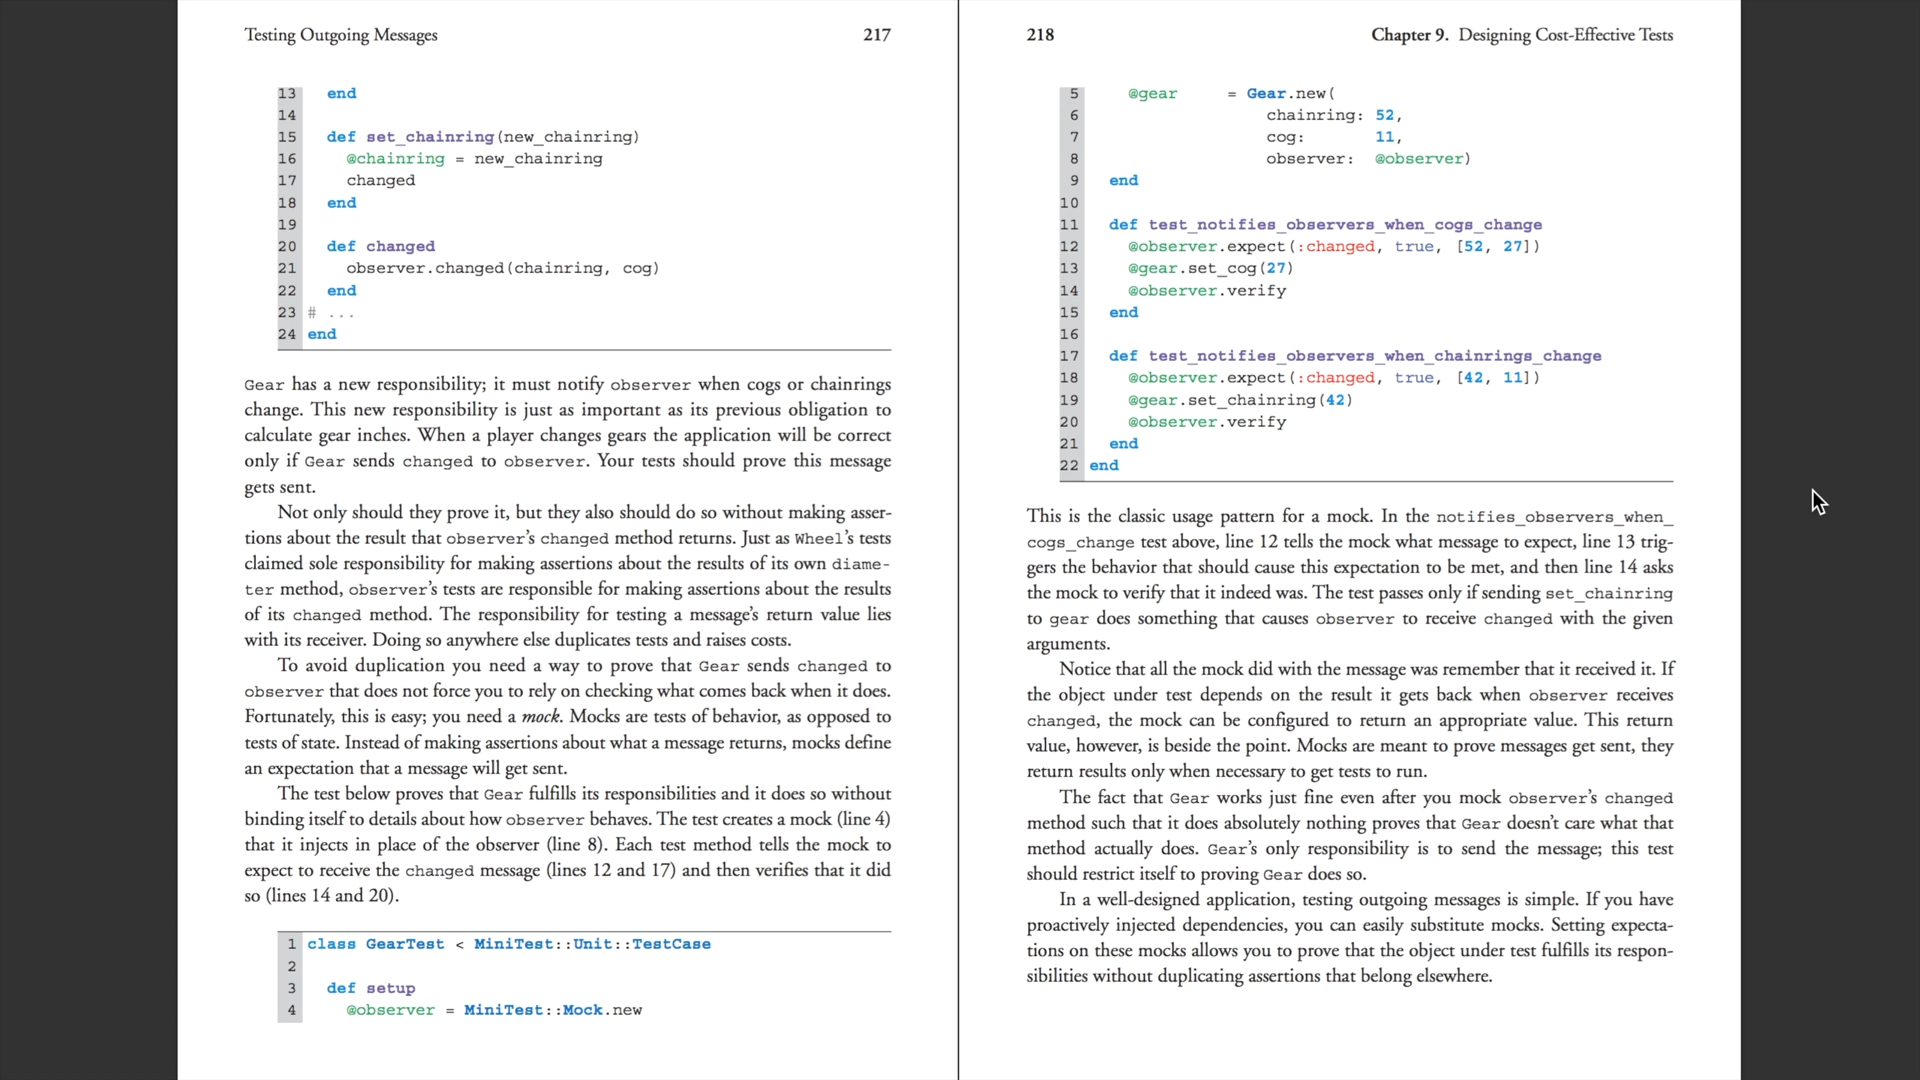 Testing Outgoing Messages 217
13 end
14
15 def set_chainring(new_chainring)
16 @chainring = new_chainring
17 changed
18 end
19
20 def changed
21 observer.changed(chainring, cog)
22 end
23 # ...
24 end
Gear has a new responsibility; it must notify observer when cogs or chainrings
change. This new responsibility is just as important as its previous obligation to
calculate gear inches. When a player changes gears the application will be correct
only if Gear sends changed to observer. Your tests should prove this message
gets sent.
Not only should they prove it, but they also should do so without making asser-
tions about the result that observer’s changed method returns. Just as Wheel’s tests
claimed sole responsibility for making assertions about the results of its own diame-
ter method, observer’s tests are responsible for making assertions about the results
of its changed method. The responsibility for testing a message’s return value lies
with its receiver. Doing so anywhere else duplicates tests and raises costs.
To avoid duplication you need a way to prove that Gear sends changed to
observer that does not force you to rely on checking what comes back when it does.
Fortunately, this is easy; you need a mock. Mocks are tests of behavior, as opposed to
tests of state. Instead of making assertions about what a message returns, mocks define
an expectation that a message will get sent.
The test below proves that Gear fulfills its responsibilities and it does so without
binding itself to details about how observer behaves. The test creates a mock (line 4)
that it injects in place of the observer (line 8). Each test method tells the mock to
expect to receive the changed message (lines 12 and 17) and then verifies that it did
so (lines 14 and 20).
1 class GearTest < MiniTest::Unit::TestCase
2
3 def setup
4 @observer = MiniTest::Mock.new
218 Chapter 9. Designing Cost-Effective Tests
5 @gear = Gear.new(
6 chainring: 52,
7 cog: 11,
8 observer: @observer)
9 end
10
11 def test_notifies_observers_when_cogs_change
12 @observer.expect(:changed, true, [52, 27])
13 @gear.set_cog(27)
14 @observer.verify
15 end
16
17 def test_notifies_observers_when_chainrings_change
18 @observer.expect(:changed, true, [42, 11])
19 @gear.set_chainring(42)
20 @observer.verify
21 end
22 end
This is the classic usage pattern for a mock. In the notifies_observers_when_
cogs_change test above, line 12 tells the mock what message to expect, line 13 trig-
gers the behavior that should cause this expectation to be met, and then line 14 asks
the mock to verify that it indeed was. The test passes only if sending set_chainring
to gear does something that causes observer to receive changed with the given
arguments.
Notice that all the mock did with the message was remember that it received it. If
the object under test depends on the result it gets back when observer receives
changed, the mock can be configured to return an appropriate value. This return
value, however, is beside the point. Mocks are meant to prove messages get sent, they
return results only when necessary to get tests to run.
The fact that Gear works just fine even after you mock observer’s changed
method such that it does absolutely nothing proves that Gear doesn’t care what that
method actually does. Gear’s only responsibility is to send the message; this test
should restrict itself to proving Gear does so.
In a well-designed application, testing outgoing messages is simple. If you have
proactively injected dependencies, you can easily substitute mocks. Setting expecta-
tions on these mocks allows you to prove that the object under test fulfills its respon-
sibilities without duplicating assertions that belong elsewhere.